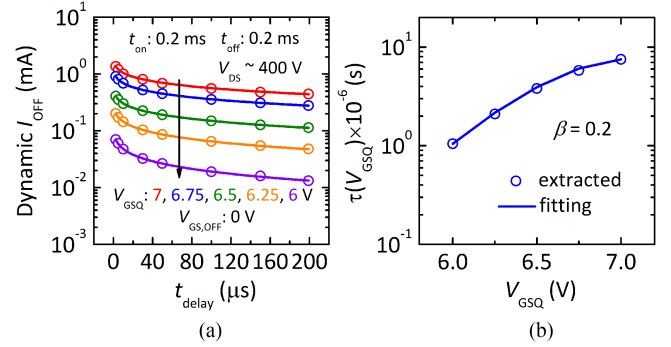 (a)
t_on: 0.2 ms t_off: 0.2 ms
V_DS ~ 400 V
Dynamic I_OFF (mA)
10^1
10^0
10^-1
10^-2
10^-3
V_GSQ: 7, 6.75, 6.5, 6.25, 6 V
V_GS,OFF: 0 V
0 40 80 120 160 200
t_delay (μs)
(a)
(b)
τ(V_GSQ)×10^-6 (s)
10^1
10^0
10^-1
β = 0.2
extracted
fitting
6.0 6.5 7.0
V_GSQ (V)
(b)